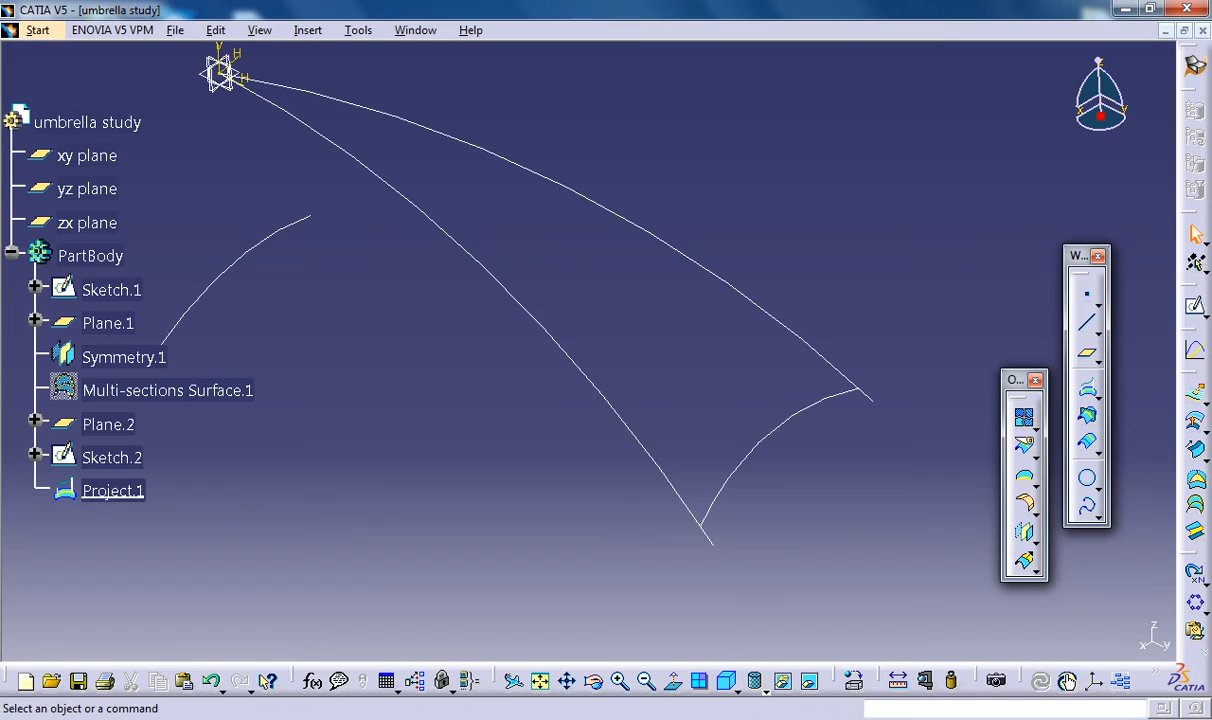 CATIA V5 - [umbrella study]
Start ENOVIA V5 VPM File Edit View Insert Tools Window Help
umbrella study
xy plane
yz plane
zx plane
PartBody
Sketch.1
Plane.1
Symmetry.1
Multi-sections Surface.1
Plane.2
Sketch.2
Project.1
V
H
H
z
y
W...
O...
z
x
y
f(x)
XN
CATIA
Select an object or a command